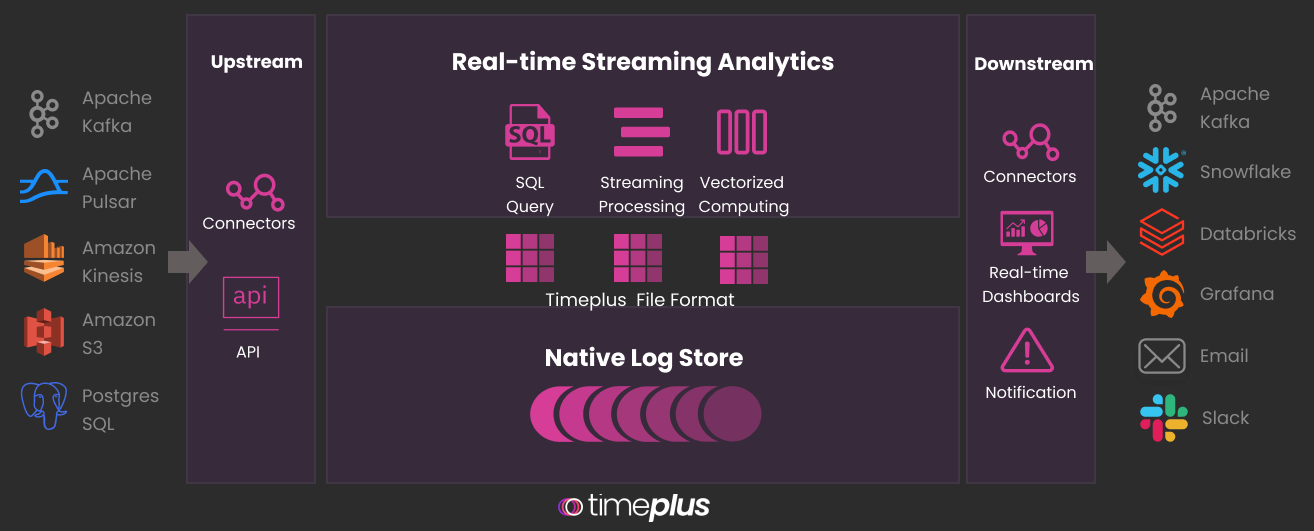 Apache
Kafka
Apache
Pulsar
Amazon
Kinesis
Amazon
S3
Postgres
SQL
Upstream
Connectors
api
API
Real-time Streaming Analytics
SQL
SQL
Query
Streaming
Processing
Vectorized
Computing
Timeplus File Format
Native Log Store
Downstream
Connectors
Real-time
Dashboards
Notification
Apache
Kafka
Snowflake
Databricks
Grafana
Email
Slack
timeplus